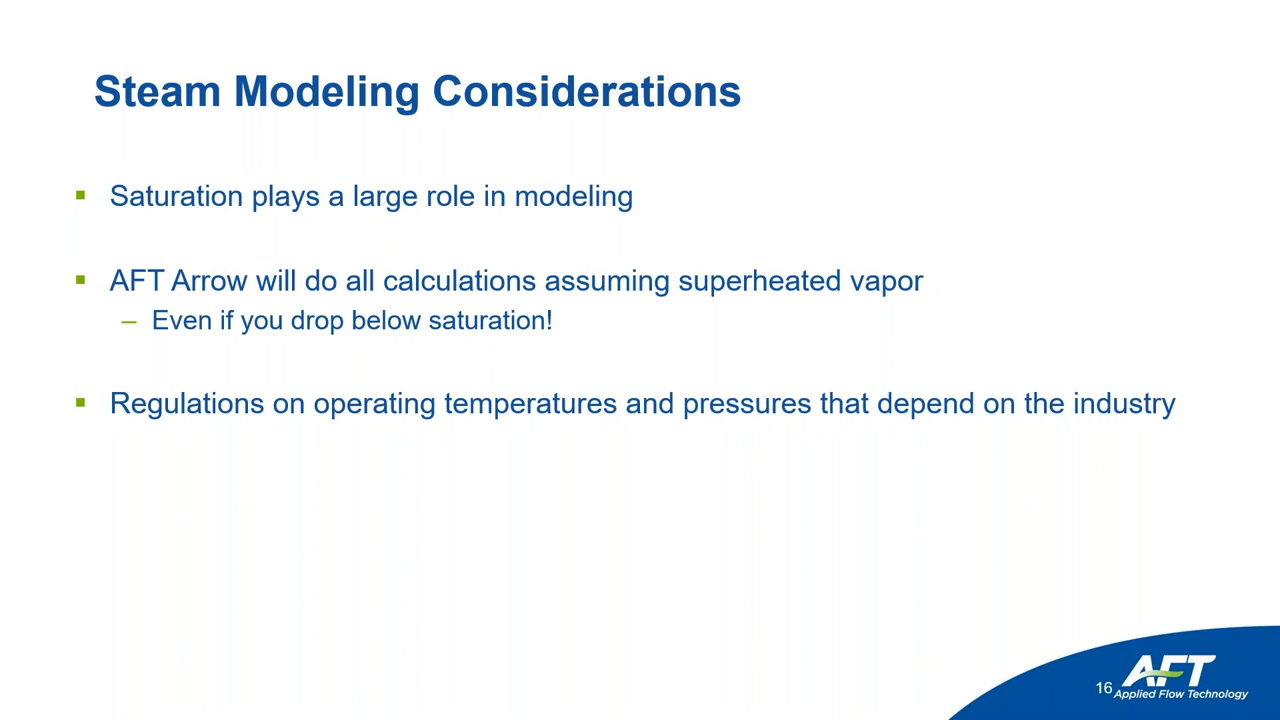 Steam Modeling Considerations
▪ Saturation plays a large role in modeling
▪ AFT Arrow will do all calculations assuming superheated vapor
– Even if you drop below saturation!
▪ Regulations on operating temperatures and pressures that depend on the industry
16
AFT
Applied Flow Technology